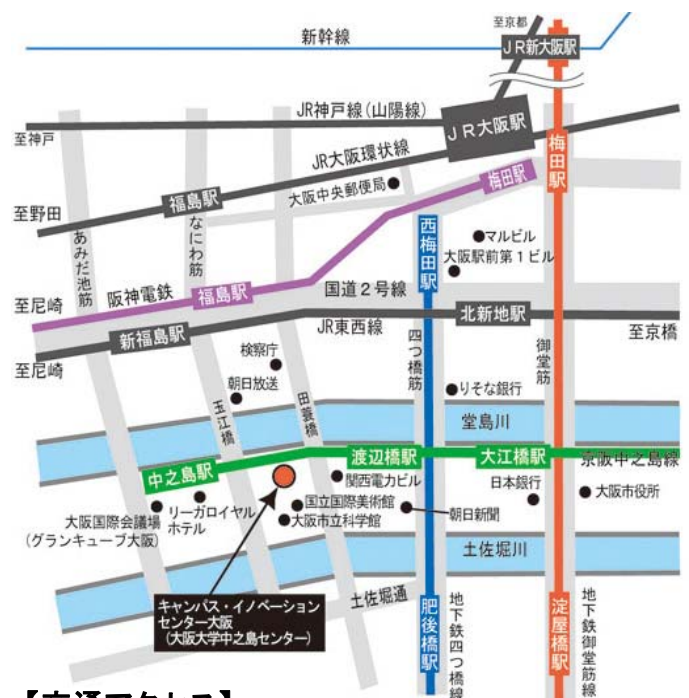 至京都
新幹線
JR新大阪駅
JR神戸線(山陽線)
JR大阪駅
至神戸
JR大阪環状線
梅田駅
大阪中央郵便局
梅田駅
福島駅
至野田
なにわ筋
あみだ池筋
西梅田駅
マルビル
大阪駅前第1ビル
国道2号線
阪神電鉄
福島駅
至尼崎
北新地駅
新福島駅
JR東西線
至京橋
至尼崎
検察庁
四つ橋筋
御堂筋
朝日放送
りそな銀行
玉江橋
田蓑橋
堂島川
渡辺橋駅
大江橋駅
京阪中之島線
中之島駅
関西電力ビル
日本銀行
大阪市役所
リーガロイヤル
ホテル
国立国際美術館
朝日新聞
大阪国際会議場
(グランキューブ大阪)
大阪市立科学館
土佐堀川
土佐堀通
キャンパス・イノベーション
センター大阪
(大阪大学中之島センター)
肥後橋駅
地下鉄四つ橋線
淀屋橋駅
地下鉄御堂筋線
【交通アクセス】